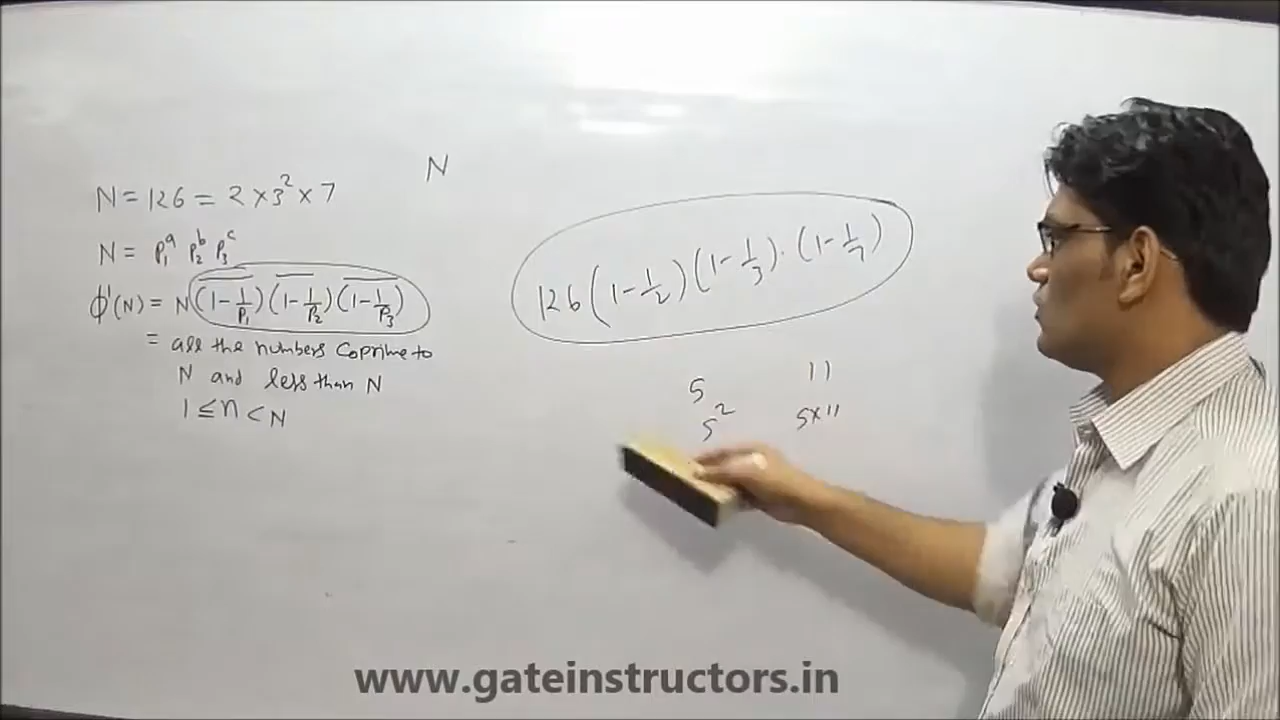 N
N = 126 = 2 × 3² × 7
N = p₁ᵃ p₂ᵇ p₃ᶜ
ϕ'(N) = N (1 - 1/p₁) (1 - 1/p₂) (1 - 1/p₃)
= all the numbers Coprime to
N and less than N
1 ≤ n < N
126 (1 - 1/2) (1 - 1/3) · (1 - 1/7)
5 11
5² 5×11
www.gateinstructors.in